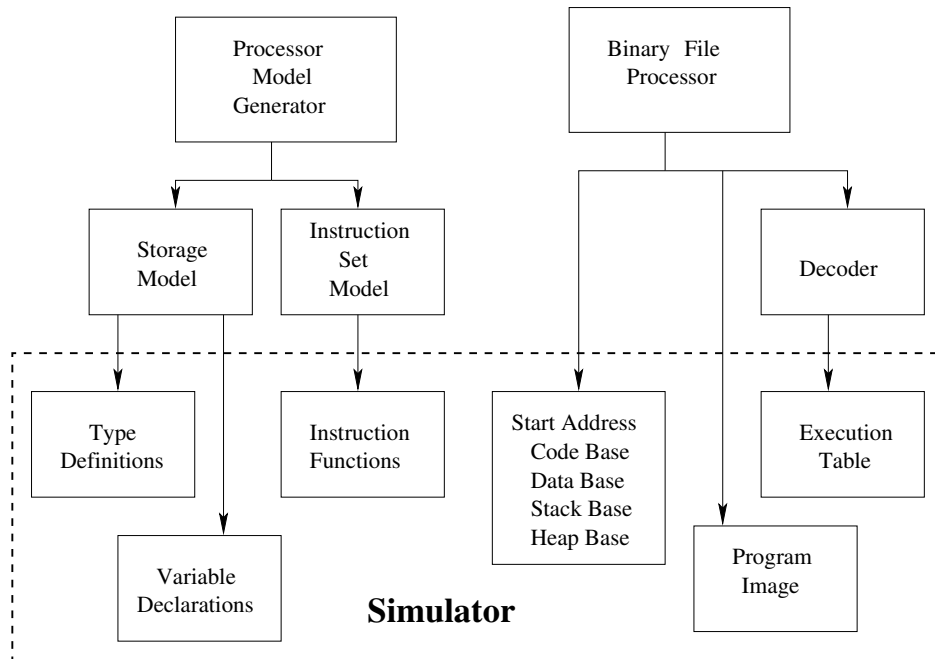 Processor
Model
Generator
Binary File
Processor
Storage
Model
Instruction
Set
Model
Decoder
Type
Definitions
Instruction
Functions
Start Address
Code Base
Data Base
Stack Base
Heap Base
Execution
Table
Variable
Declarations
Program
Image
Simulator